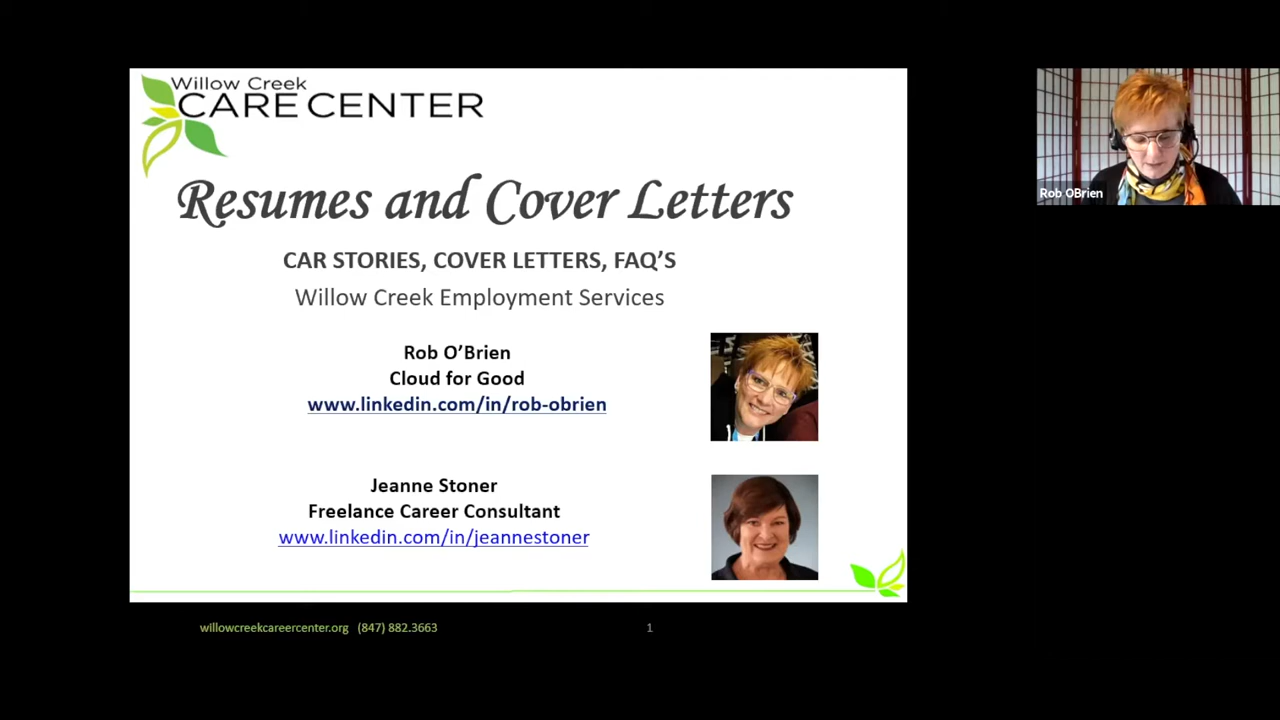 Willow Creek
CARE CENTER
Resumes and Cover Letters
CAR STORIES, COVER LETTERS, FAQ'S
Willow Creek Employment Services
Rob O'Brien
Cloud for Good
www.linkedin.com/in/rob-obrien
Jeanne Stoner
Freelance Career Consultant
www.linkedin.com/in/jeannestoner
willowcreekcareercenter.org (847) 882.3663
1
Rob OBrien